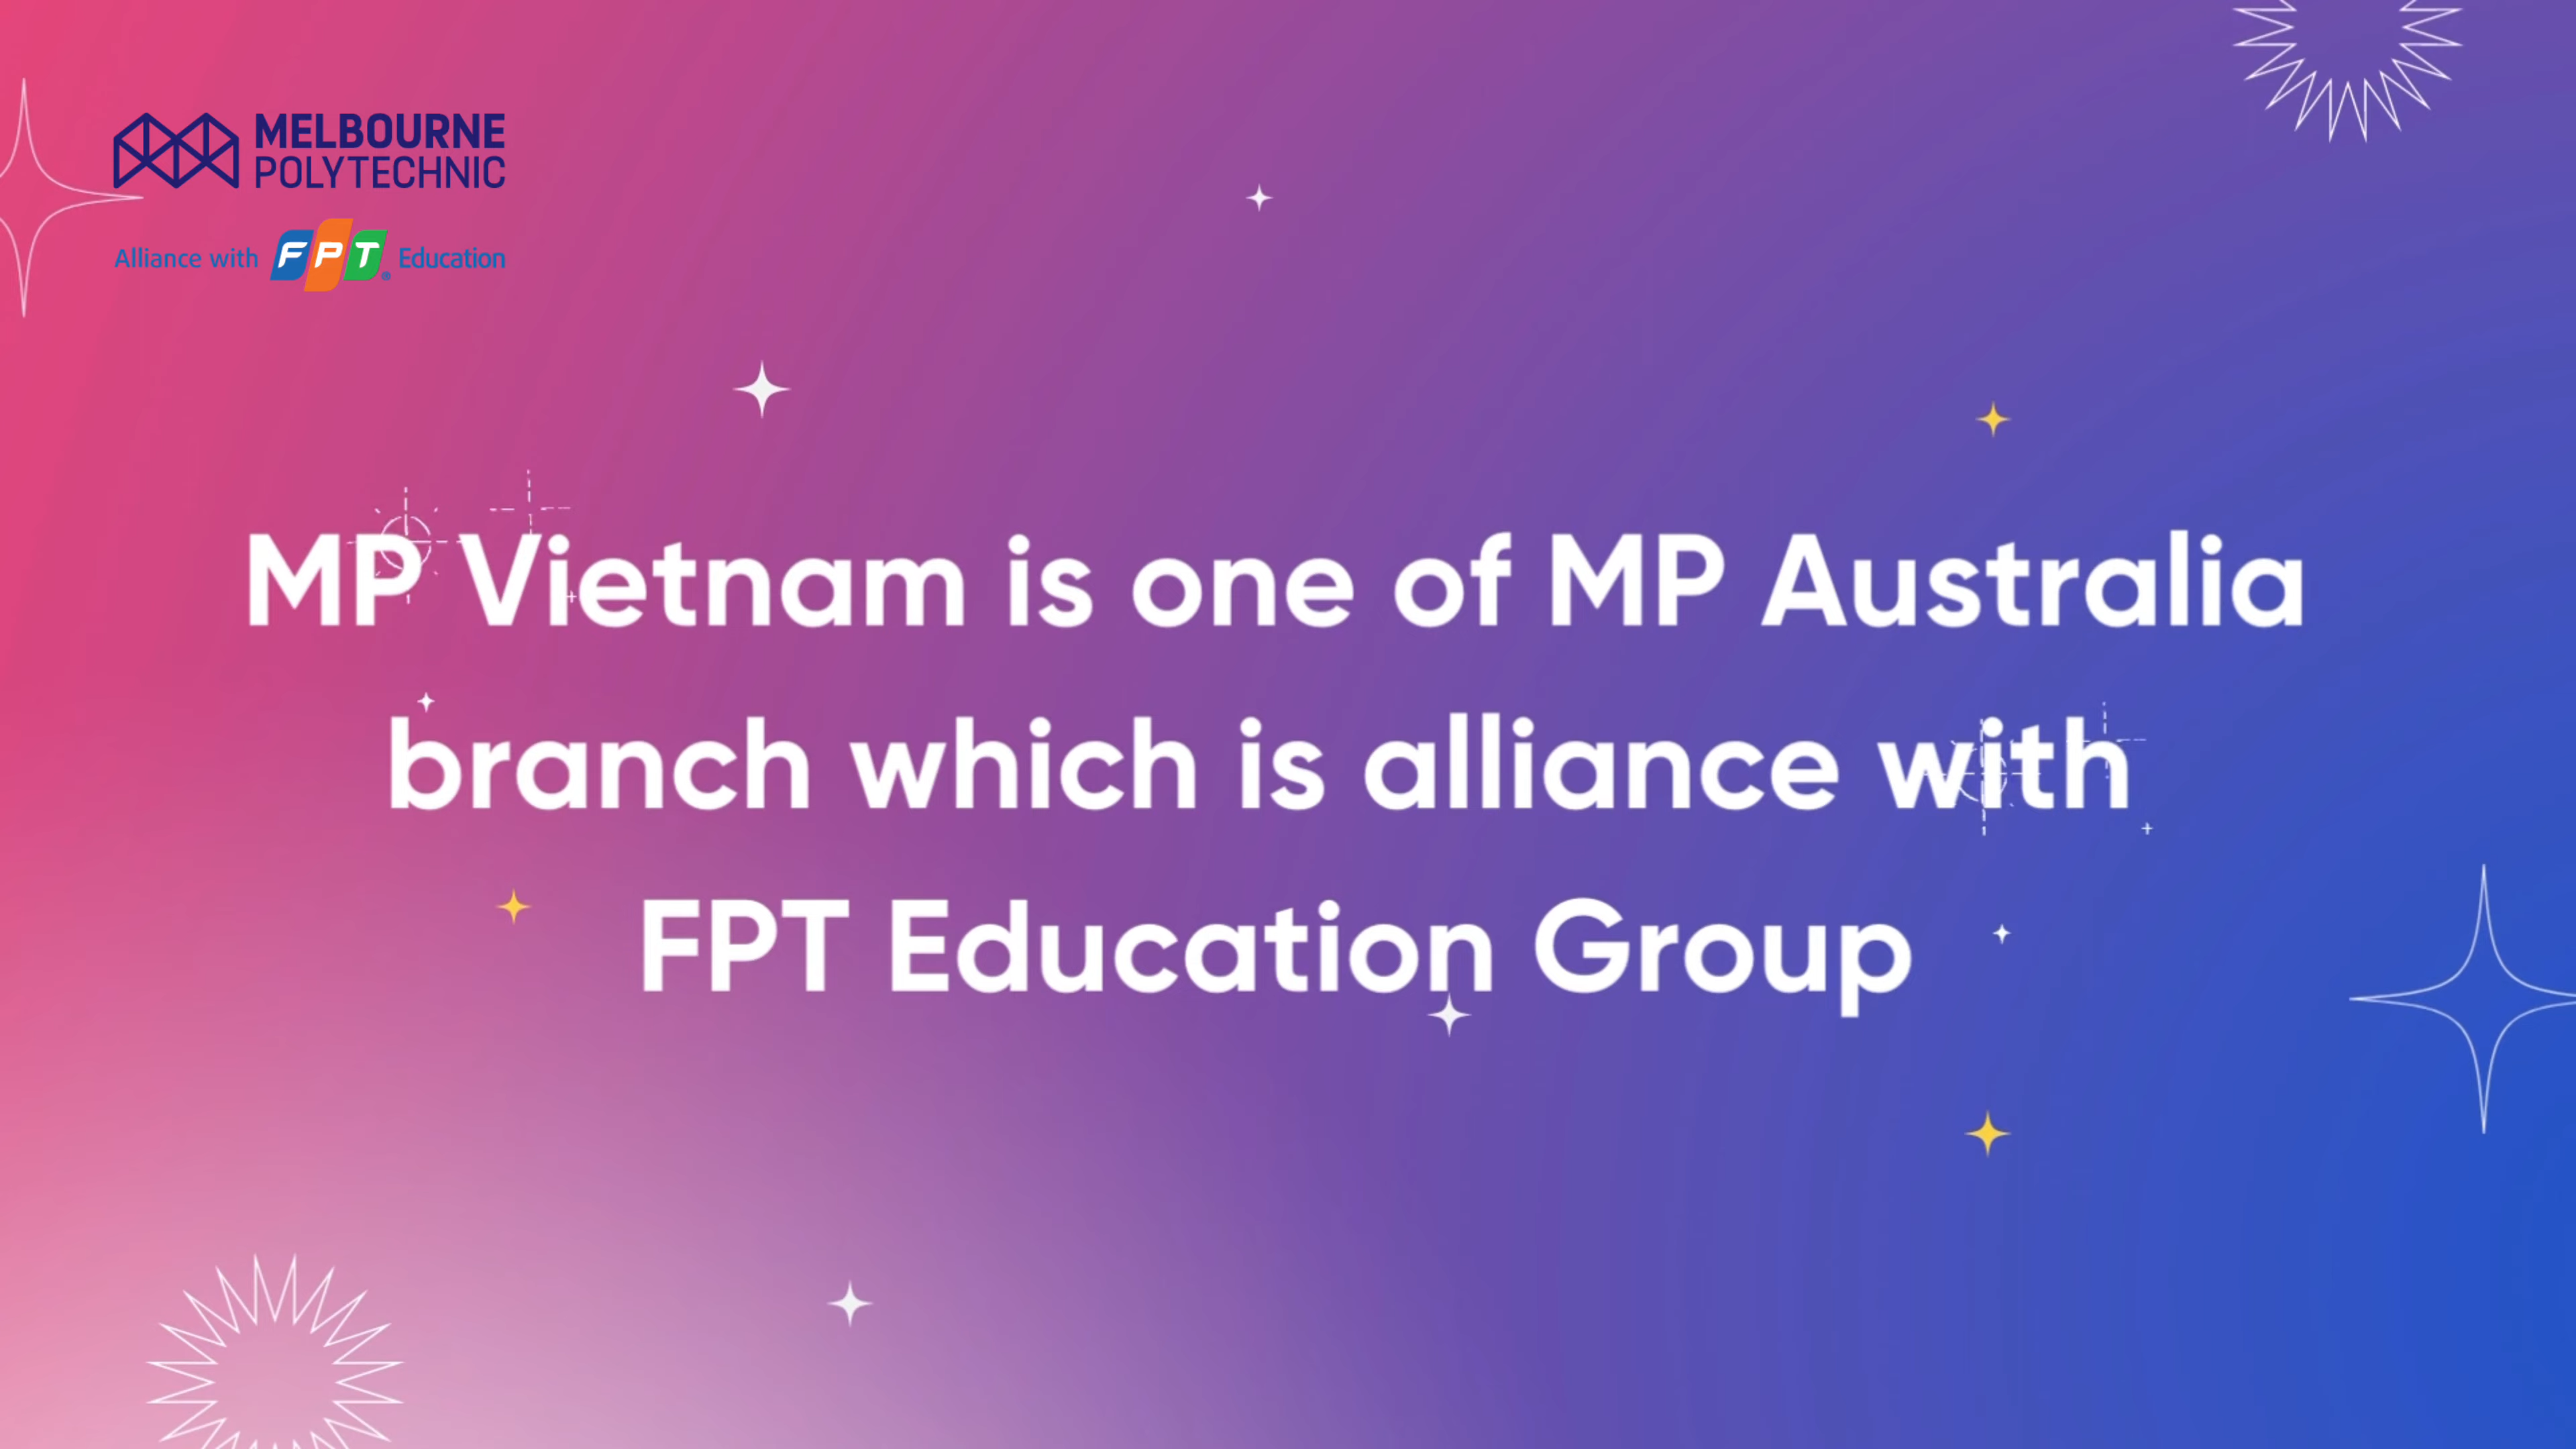 MELBOURNE
POLYTECHNIC
Alliance with FPT® Education
MP Vietnam is one of MP Australia
branch which is alliance with
FPT Education Group